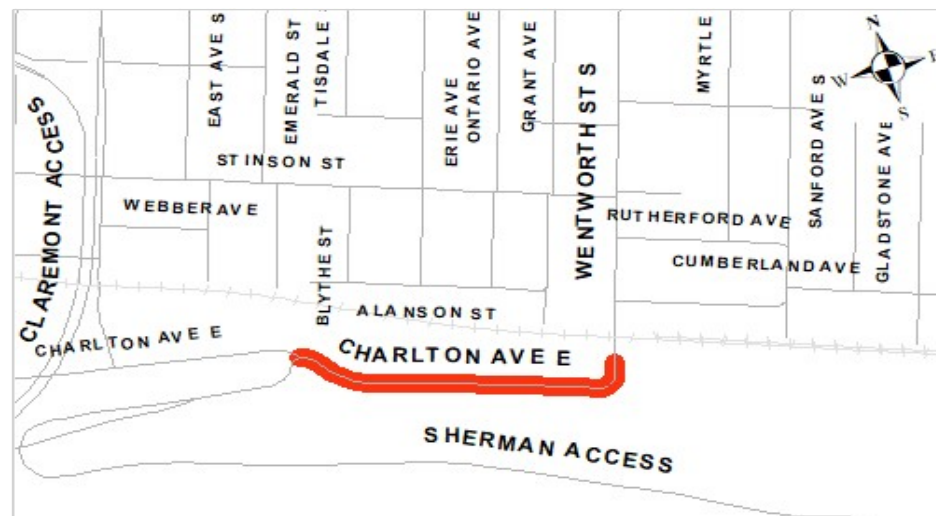 EAST AVE S
EMERALD ST
TISDALE
ERIE AVE
ONTARIO AVE
GRANT AVE
WENTWORTH ST S
MYRTLE
SANFORD AVE S
GLADSTONE AVE
N
E
W
S
CLAREMONT ACCESS
STINSON ST
WEBBER AVE
RUTHERFORD AVE
CUMBERLAND AVE
BLYTHE ST
ALANSON ST
CHARLTON AVE E
CHARLTON AVE E
SHERMAN ACCESS